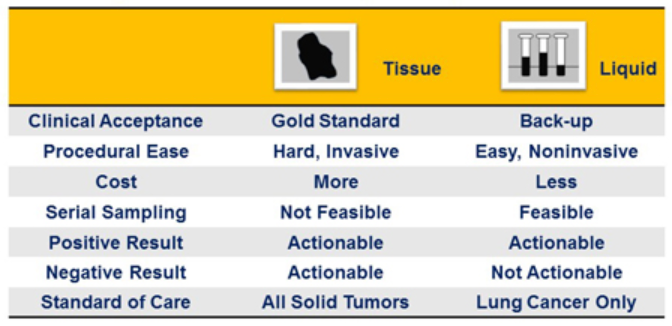 Tissue Liquid
Clinical Acceptance Gold Standard Back-up
Procedural Ease Hard, Invasive Easy, Noninvasive
Cost More Less
Serial Sampling Not Feasible Feasible
Positive Result Actionable Actionable
Negative Result Actionable Not Actionable
Standard of Care All Solid Tumors Lung Cancer Only